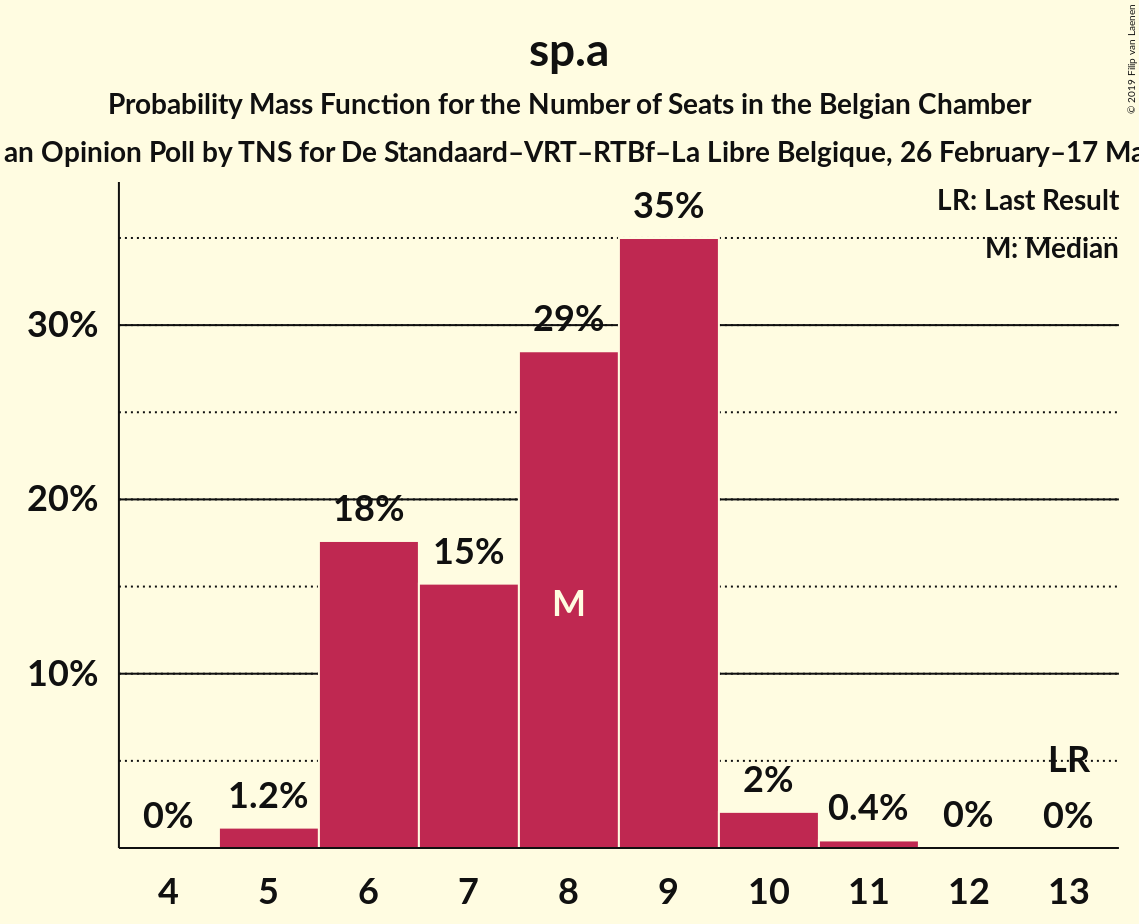 © 2019 Filip van Laenen
sp.a
Probability Mass Function for the Number of Seats in the Belgian Chamber
an Opinion Poll by TNS for De Standaard–VRT–RTBf–La Libre Belgique, 26 February–17 Ma
LR: Last Result
M: Median
35%
30%
29%
20%
18%
15%
M
10%
LR
0%
1.2%
2%
0.4%
0%
0%
4 5 6 7 8 9 10 11 12 13